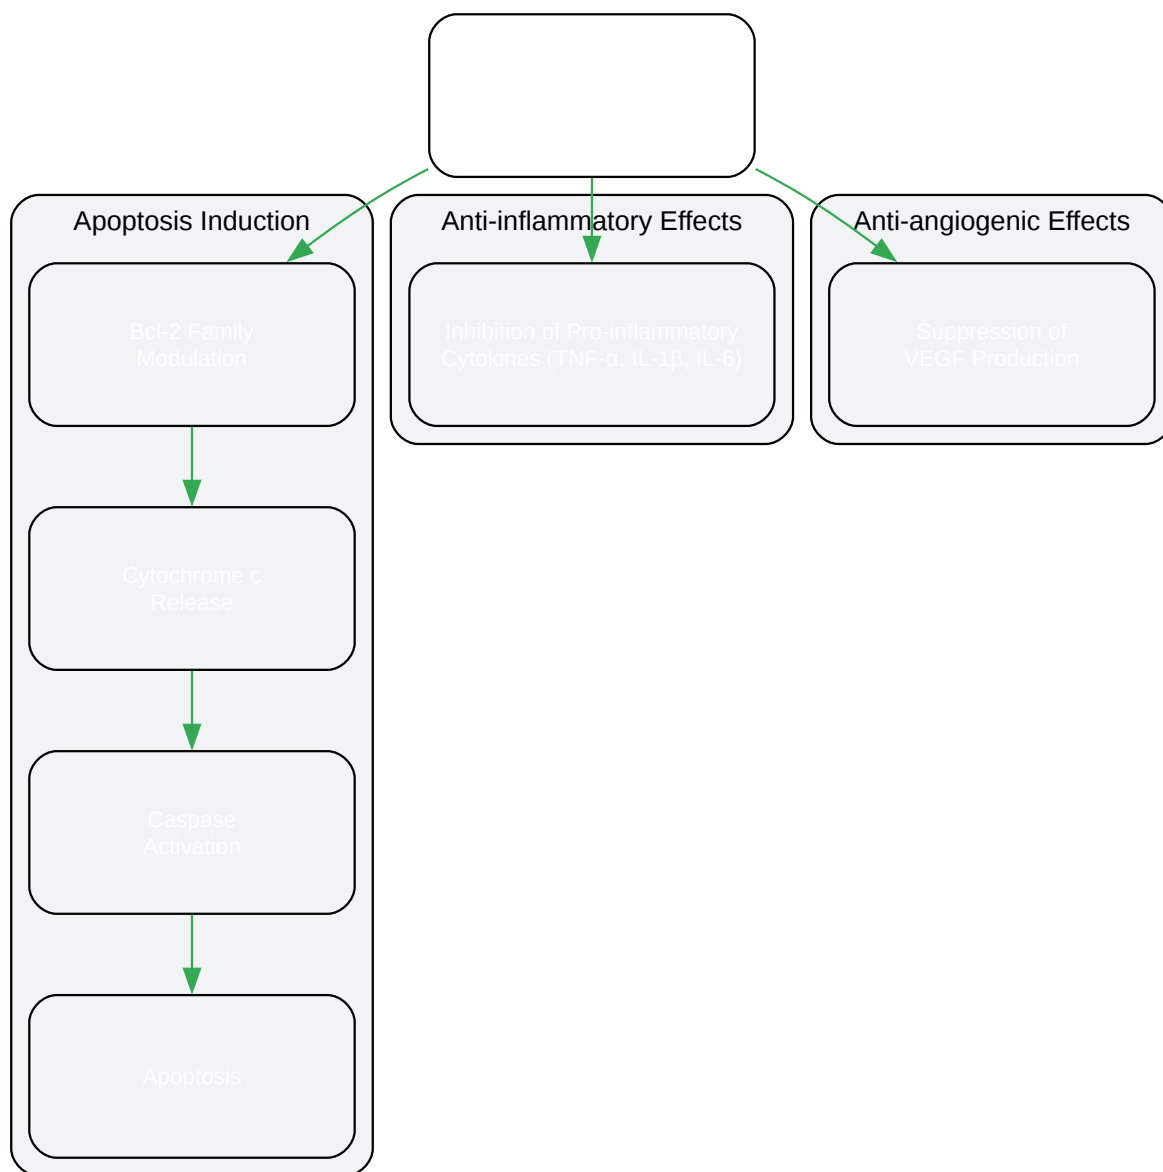 Apoptosis Induction
Bcl-2 Family
Modulation
Cytochrome c
Release
Caspase
Activation
Apoptosis
Anti-inflammatory Effects
Inhibition of Pro-inflammatory
Cytokines (TNF-α, IL-1β, IL-6)
Anti-angiogenic Effects
Suppression of
VEGF Production